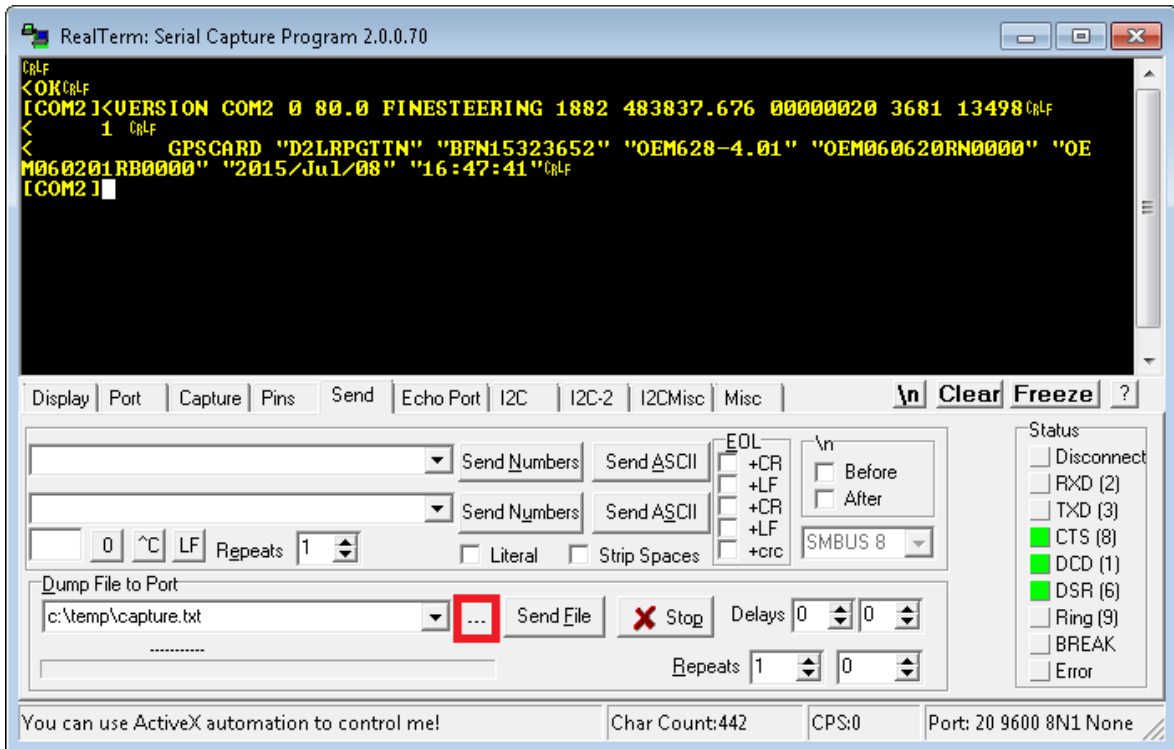 RealTerm: Serial Capture Program 2.0.0.70
CRLF
<OKCRLF
[COM2]<VERSION COM2 0 80.0 FINESTEERING 1882 483837.676 00000020 3681 13498CRLF
<     1 CRLF
<          GPSCARD "D2LRPGTTN" "BFN15323652" "OEM628-4.01" "OEM060620RN0000" "OE
M060201RB0000" "2015/Jul/08" "16:47:41"CRLF
[COM2]
Display Port Capture Pins Send Echo Port I2C I2C-2 I2CMisc Misc \n Clear Freeze ?
Status
EOL \n
Send Numbers Send ASCII +CR Before Disconnect
+LF RXD (2)
Send Numbers Send ASCII +CR After TXD (3)
+LF
0 ^C LF Repeats 1 Literal Strip Spaces +crc SMBUS 8 CTS (8)
DCD (1)
Dump File to Port
DSR (6)
c:\temp\capture.txt ... Send File Stop Delays 0 0 Ring (9)
-----------
BREAK
Repeats 1 0 Error
You can use ActiveX automation to control me! Char Count:442 CPS:0 Port: 20 9600 8N1 None